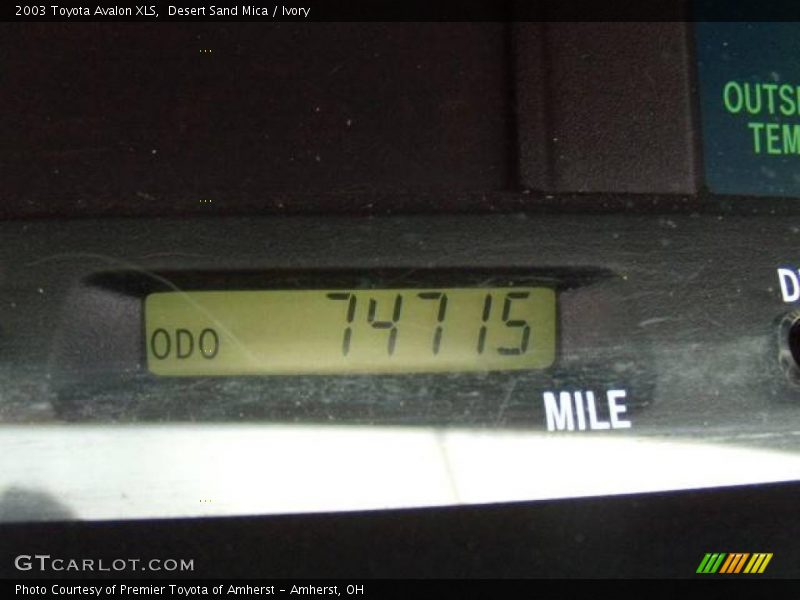 2003 Toyota Avalon XLS,  Desert Sand Mica / Ivory
OUTSI
TEM
ODO 74715
MILE
GTCARLOT.COM
Photo Courtesy of Premier Toyota of Amherst - Amherst, OH